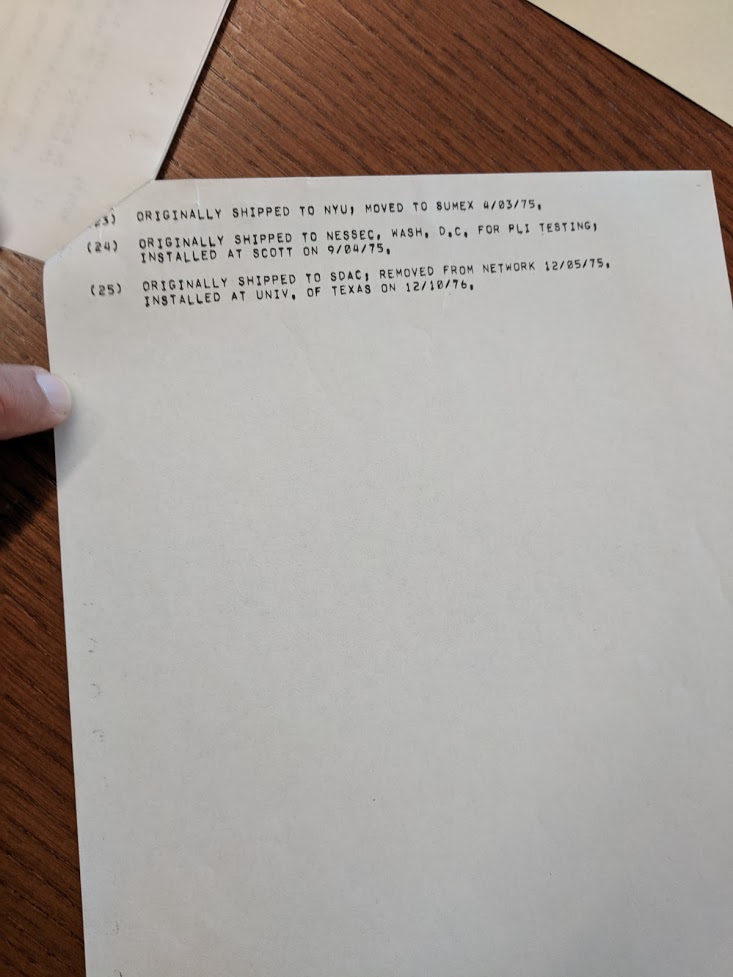 23) ORIGINALLY SHIPPED TO NYU; MOVED TO SUMEX 4/03/75.
(24) ORIGINALLY SHIPPED TO NESSEC, WASH. D.C. FOR PLI TESTING;
INSTALLED AT SCOTT ON 9/04/75.
(25) ORIGINALLY SHIPPED TO SDAC; REMOVED FROM NETWORK 12/05/75.
INSTALLED AT UNIV. OF TEXAS ON 12/10/76.